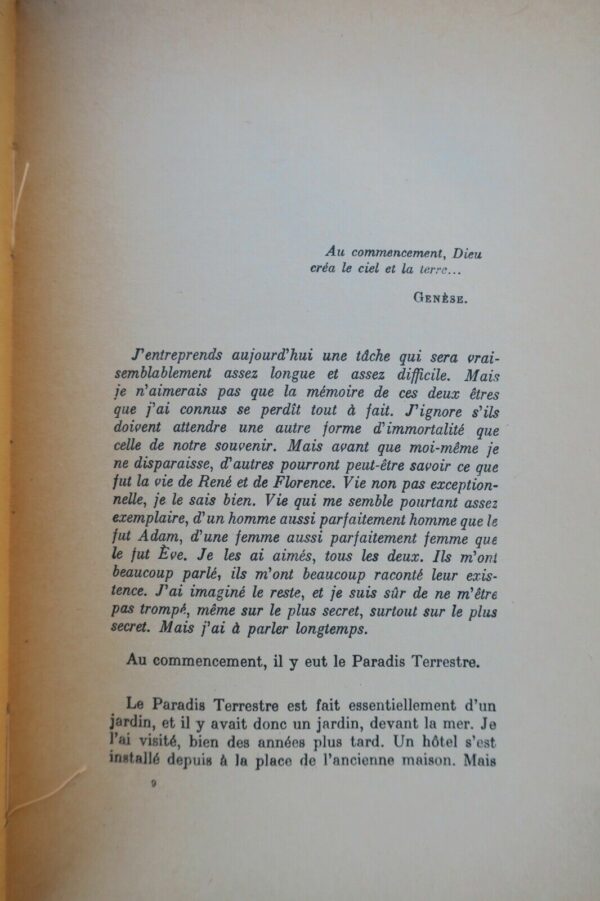 Au commencement, Dieu
créa le ciel et la terre...
GENÈSE.
J'entreprends aujourd'hui une tâche qui sera vrai-
semblablement assez longue et assez difficile. Mais
je n'aimerais pas que la mémoire de ces deux êtres
que j'ai connus se perdît tout à fait. J'ignore s'ils
doivent attendre une autre forme d'immortalité que
celle de notre souvenir. Mais avant que moi-même je
ne disparaisse, d'autres pourront peut-être savoir ce que
fut la vie de René et de Florence. Vie non pas exception-
nelle, je le sais bien. Vie qui me semble pourtant assez
exemplaire, d'un homme aussi parfaitement homme que le
fut Adam, d'une femme aussi parfaitement femme que
le fut Ève. Je les ai aimés, tous les deux. Ils m'ont
beaucoup parlé, ils m'ont beaucoup raconté leur exis-
tence. J'ai imaginé le reste, et je suis sûr de ne m'être
pas trompé, même sur le plus secret, surtout sur le plus
secret. Mais j'ai à parler longtemps.
Au commencement, il y eut le Paradis Terrestre.
Le Paradis Terrestre est fait essentiellement d'un
jardin, et il y avait donc un jardin, devant la mer. Je
l'ai visité, bien des années plus tard. Un hôtel s'est
installé depuis à la place de l'ancienne maison. Mais
9